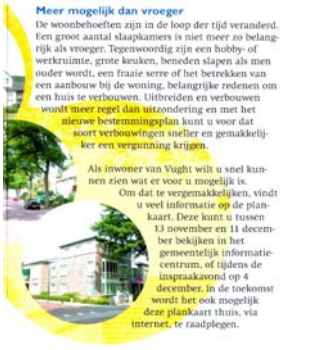 Meer mogelijk dan vroeger
De woonbehoeften zijn in de loop der tijd veranderd.
Een groot aantal slaapkamers is niet meer zo belang-
rijk als vroeger. Tegenwoordig zijn een hobby- of
werkruimte, grote keuken, beneden slapen als men
ouder wordt, een fraaie serre of het betrekken van
een aanbouw bij de woning, belangrijke redenen om
een huis te verbouwen. Uitbreiden en verbouwen
wordt meer regel dan uitzondering en met het
nieuwe bestemmingsplan kunt u voor dat
soort verbouwingen sneller en gemakkelij-
ker een vergunning krijgen.
Als inwoner van Vught wilt u snel kun-
nen zien wat er voor u mogelijk is.
Om dat te vergemakkelijken, vindt
u veel informatie op de plan-
kaart. Deze kunt u tussen
13 november en 11 decem-
ber bekijken in het
gemeentelijk informatie-
centrum, of tijdens de
inspraakavond op 4
december. In de toekomst
wordt het ook mogelijk
deze plankaart thuis, via
internet, te raadplegen.